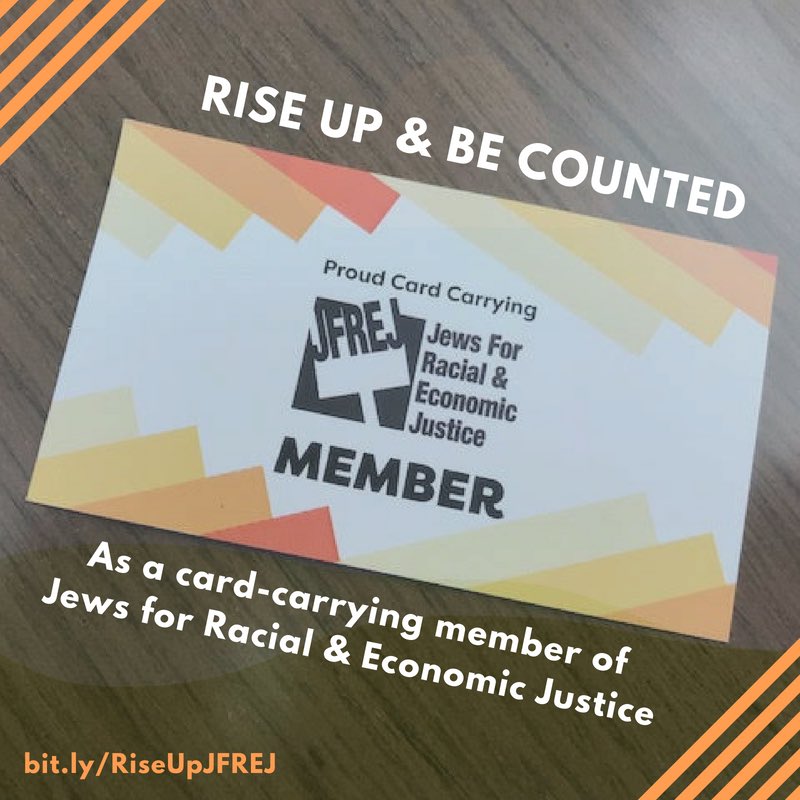 RISE UP & BE COUNTED
Proud Card Carrying
JFREJ
Jews For
Racial &
Economic
Justice
MEMBER
As a card-carrying member of
Jews for Racial & Economic Justice
bit.ly/RiseUpJFREJ